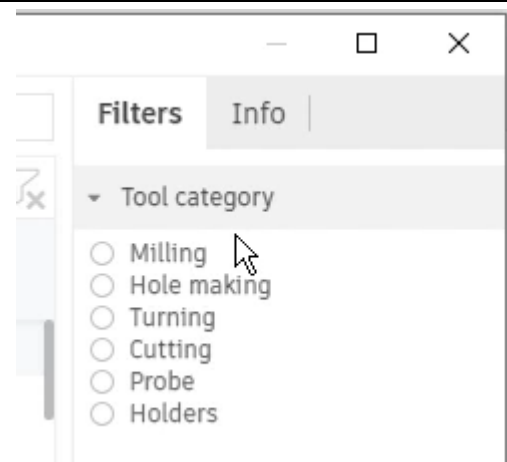 Filters Info
Tool category
Milling
Hole making
Turning
Cutting
Probe
Holders